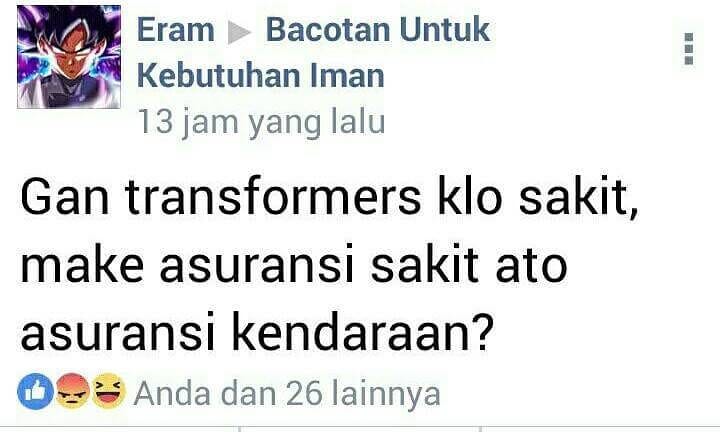 Eram ▶ Bacotan Untuk
Kebutuhan Iman
13 jam yang lalu
Gan transformers klo sakit,
make asuransi sakit ato
asuransi kendaraan?
Anda dan 26 lainnya